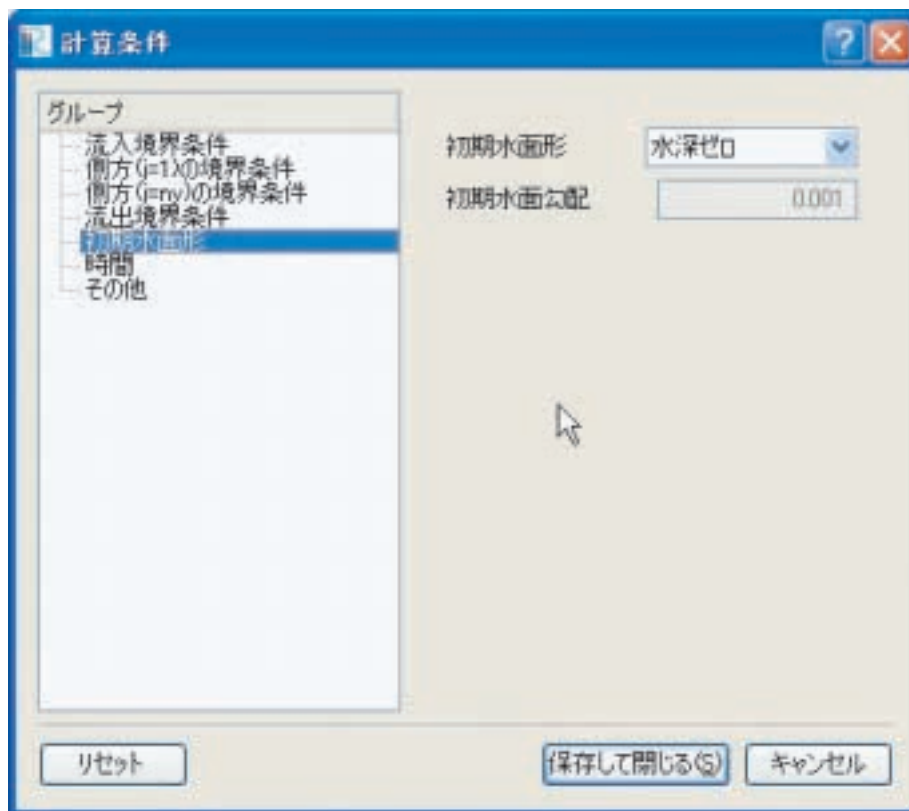 計算条件
グループ
流入境界条件
側方(j=1)の境界条件
側方(j=ny)の境界条件
流出境界条件
初期水面形
時間
その他
初期水面形 水深ゼロ
初期水面勾配 0.001
リセット 保存して閉じる(S) キャンセル